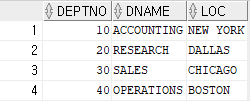 DEPTNO DNAME LOC
1 10 ACCOUNTING NEW YORK
2 20 RESEARCH DALLAS
3 30 SALES CHICAGO
4 40 OPERATIONS BOSTON